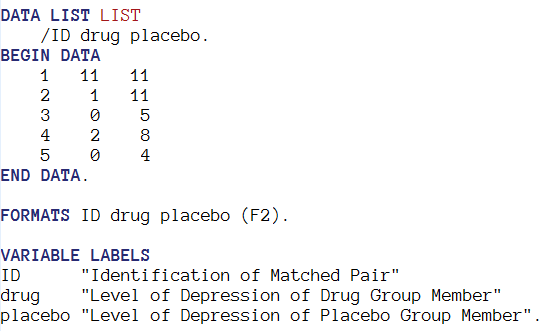 DATA LIST LIST
/ID drug placebo.
BEGIN DATA
1 11 11
2 1 11
3 0 5
4 2 8
5 0 4
END DATA.
FORMATS ID drug placebo (F2).
VARIABLE LABELS
ID "Identification of Matched Pair"
drug "Level of Depression of Drug Group Member"
placebo "Level of Depression of Placebo Group Member".